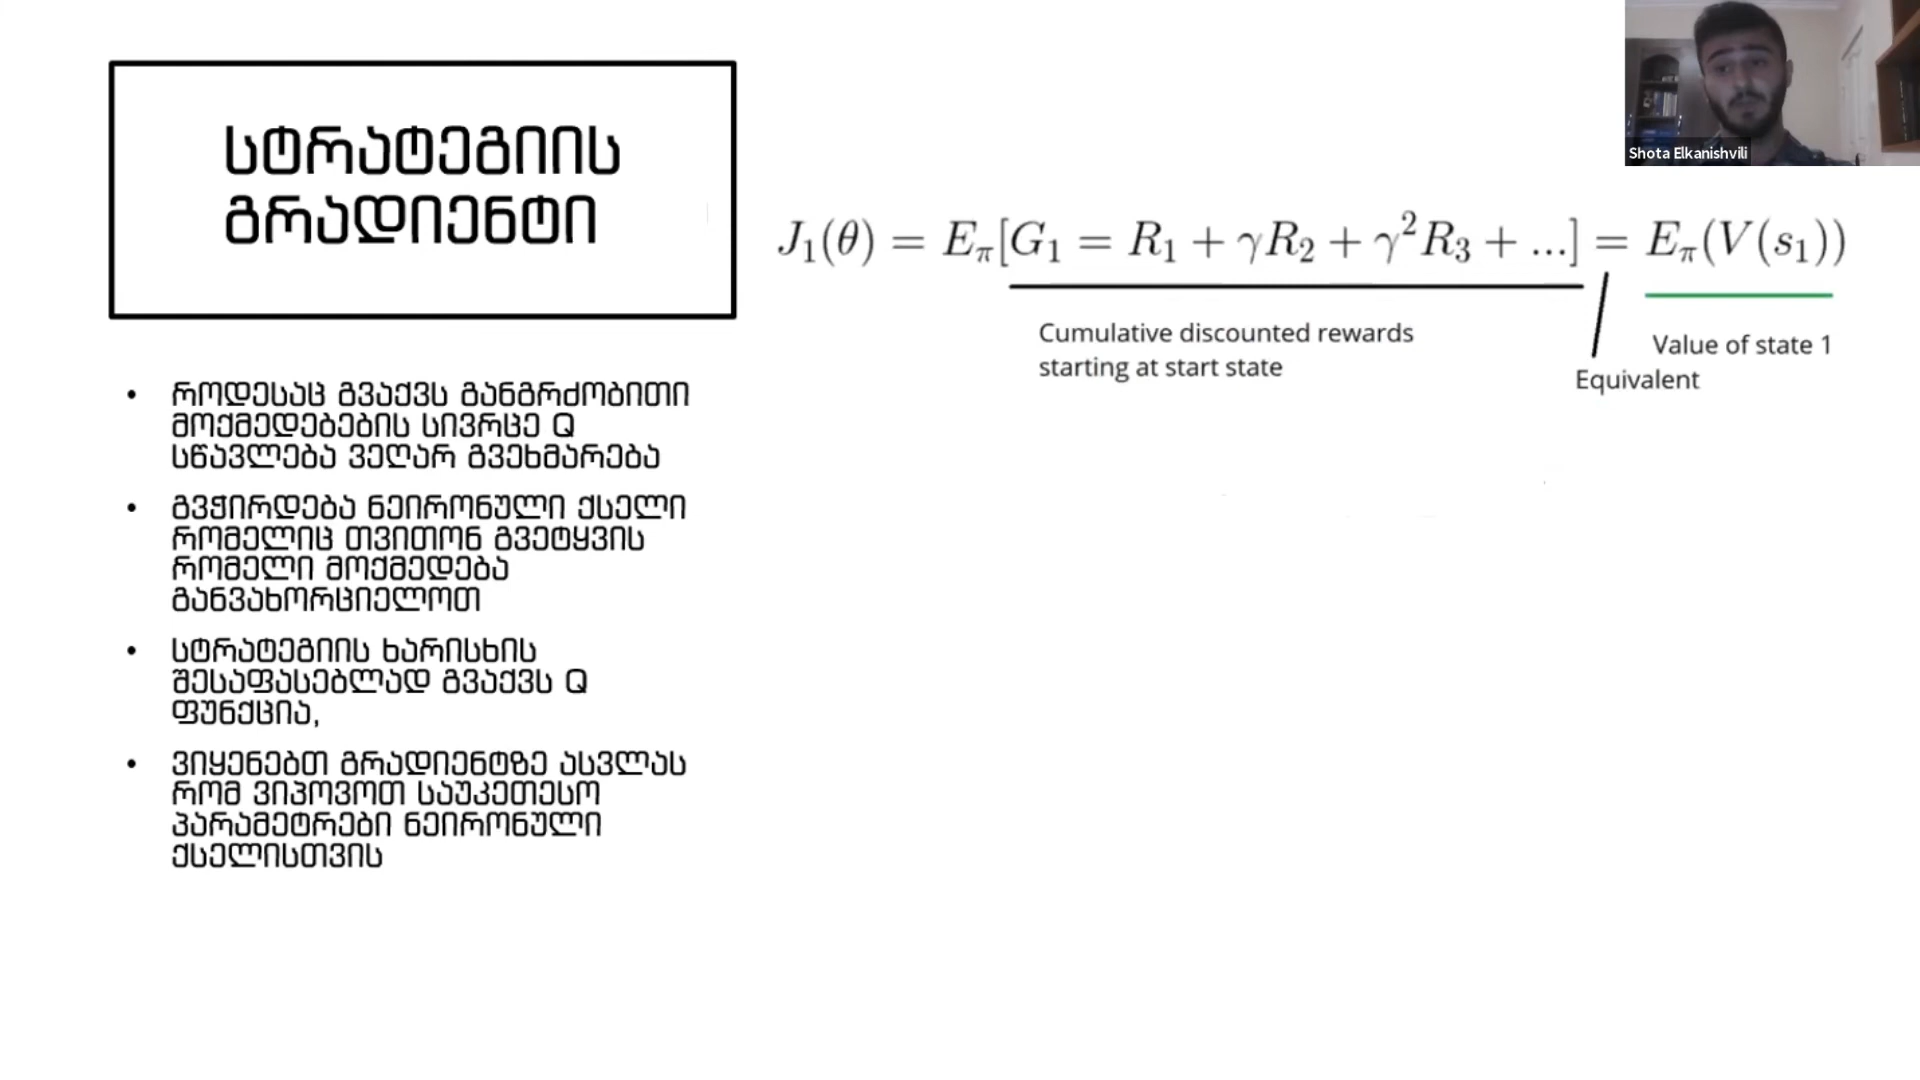 სტრატეგიის
გრადიენტი
• როდესაც გვაქვს განგრძობითი
მოქმედებების სივრცე Q
სწავლება ვეღარ გვეხმარება
• გვჭირდება ნეირონული ქსელი
რომელიც თვითონ გვეტყვის
რომელი მოქმედება
განვახორციელოთ
• სტრატეგიის ხარისხის
შესაფასებლად გვაქვს Q
ფუნქცია,
• ვიყენებთ გრადიენტზე ასვლას
რომ ვიპოვოთ საუკეთესო
პარამეტრები ნეირონული
ქსელისთვის
J₁(θ) = E_π[G₁ = R₁ + γR₂ + γ²R₃ + ...] = E_π(V(s₁))
Cumulative discounted rewards
starting at start state
Value of state 1
Equivalent
Shota Elkanishvili